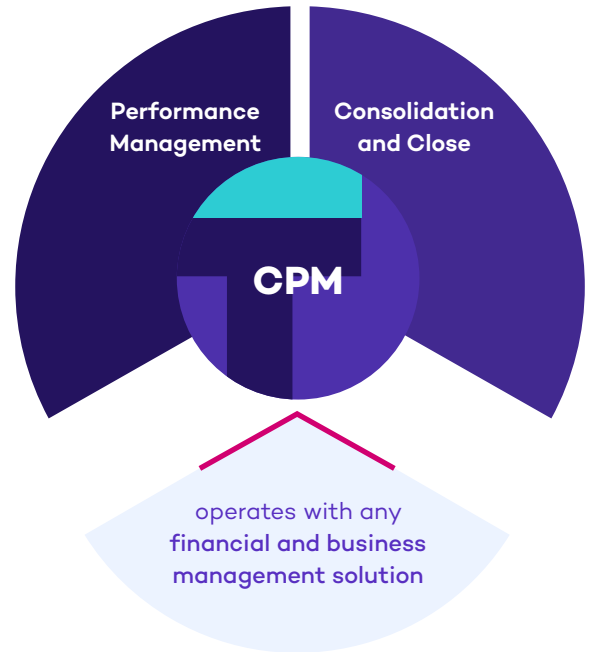 Performance
Management
Consolidation
and Close
CPM
operates with any
financial and business
management solution